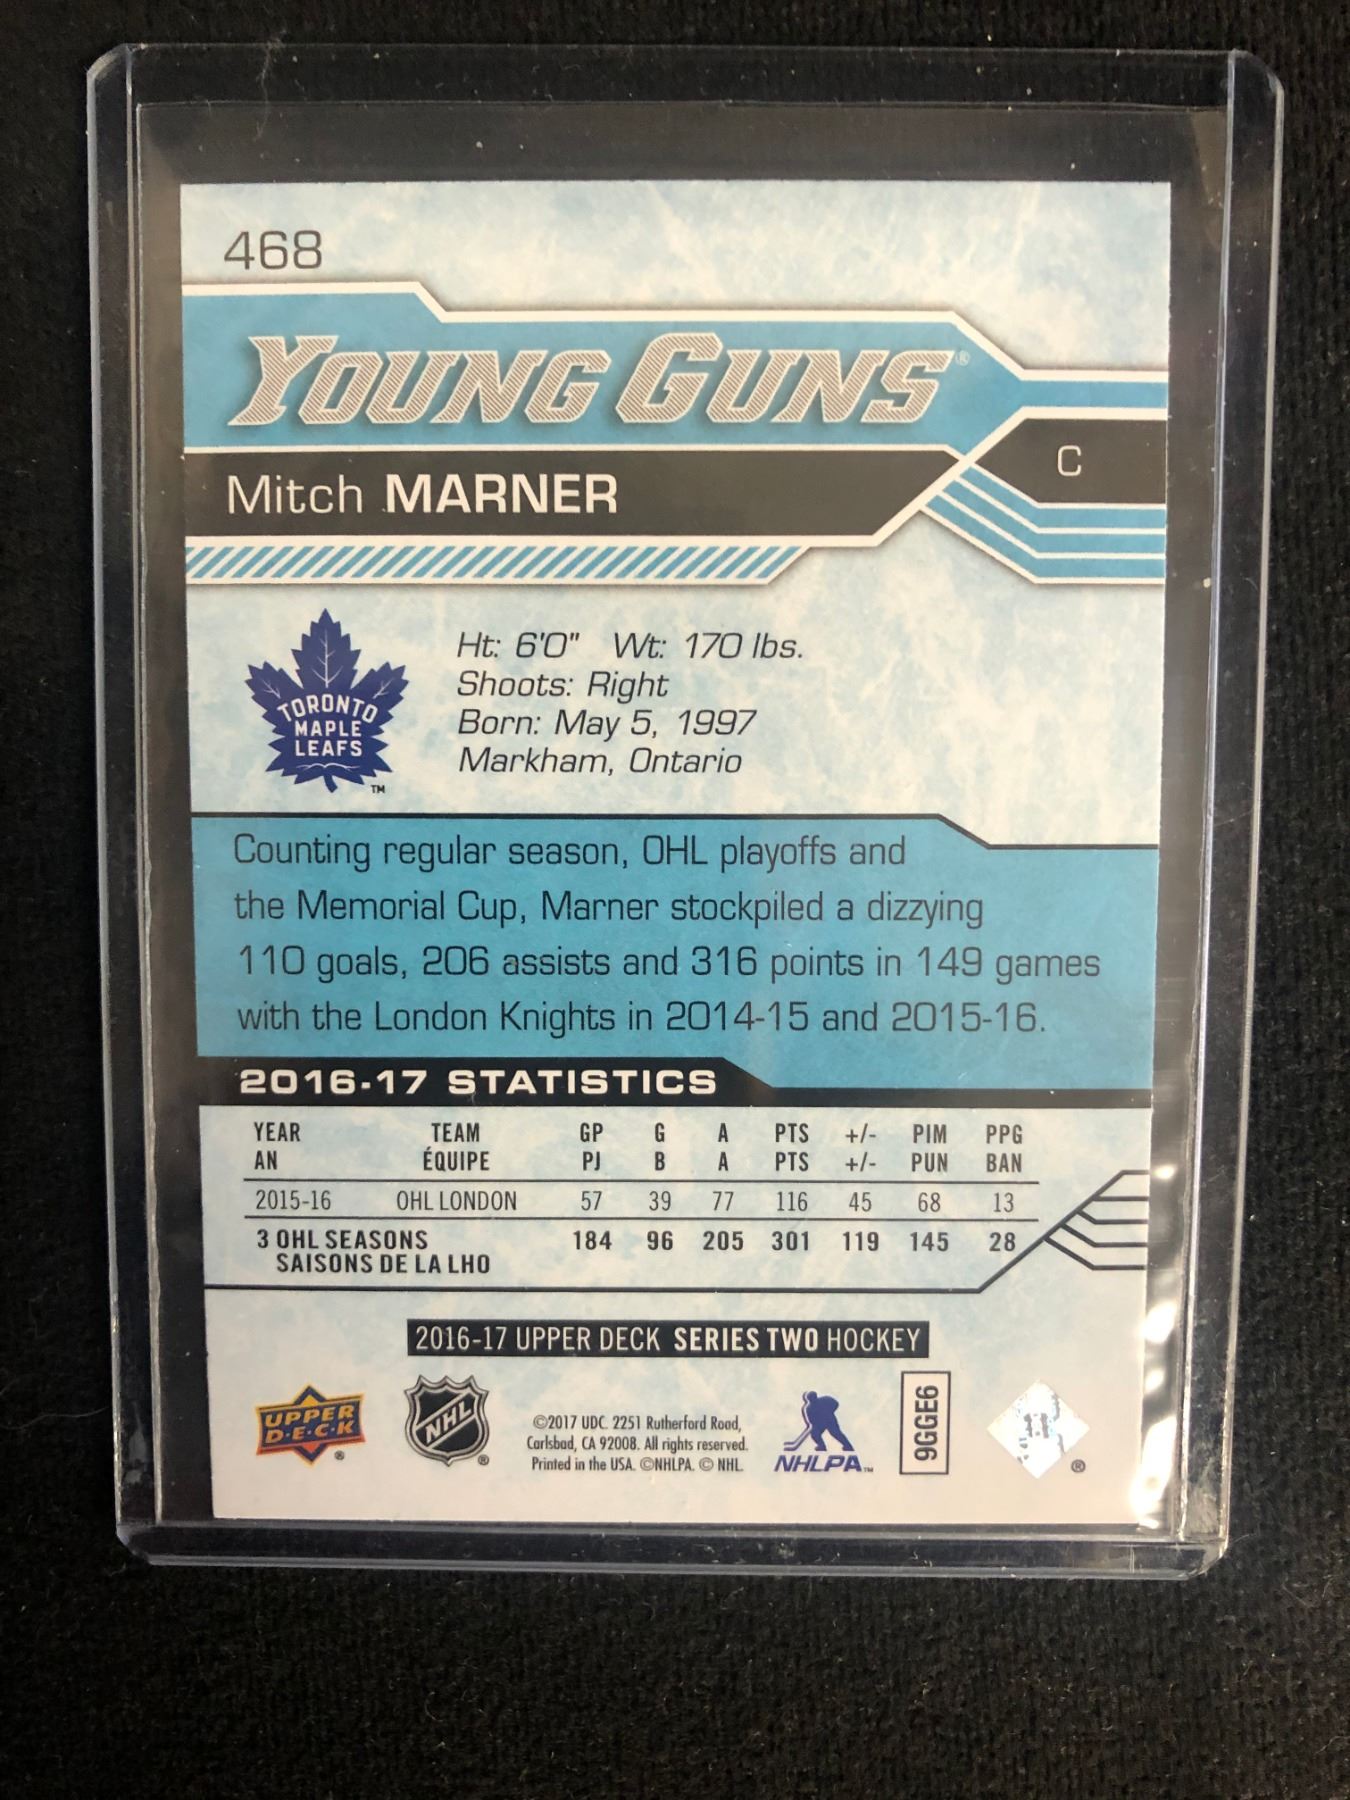 468
YOUNG GUNS®
Mitch MARNER
C
TORONTO
MAPLE
LEAFS
TM
Ht: 6'0" Wt: 170 lbs.
Shoots: Right
Born: May 5, 1997
Markham, Ontario
Counting regular season, OHL playoffs and
the Memorial Cup, Marner stockpiled a dizzying
110 goals, 206 assists and 316 points in 149 games
with the London Knights in 2014-15 and 2015-16.
2016-17 STATISTICS
YEAR TEAM GP G A PTS +/- PIM PPG
AN ÉQUIPE PJ B A PTS +/- PUN BAN
2015-16 OHL LONDON 57 39 77 116 45 68 13
3 OHL SEASONS 184 96 205 301 119 145 28
SAISONS DE LA LHO
2016-17 UPPER DECK SERIES TWO HOCKEY
UPPER
D·E·C·K
®
NHL
®
©2017 UDC. 2251 Rutherford Road,
Carlsbad, CA 92008. All rights reserved.
Printed in the USA. ©NHLPA. © NHL.
NHLPA™
9GGE6
®